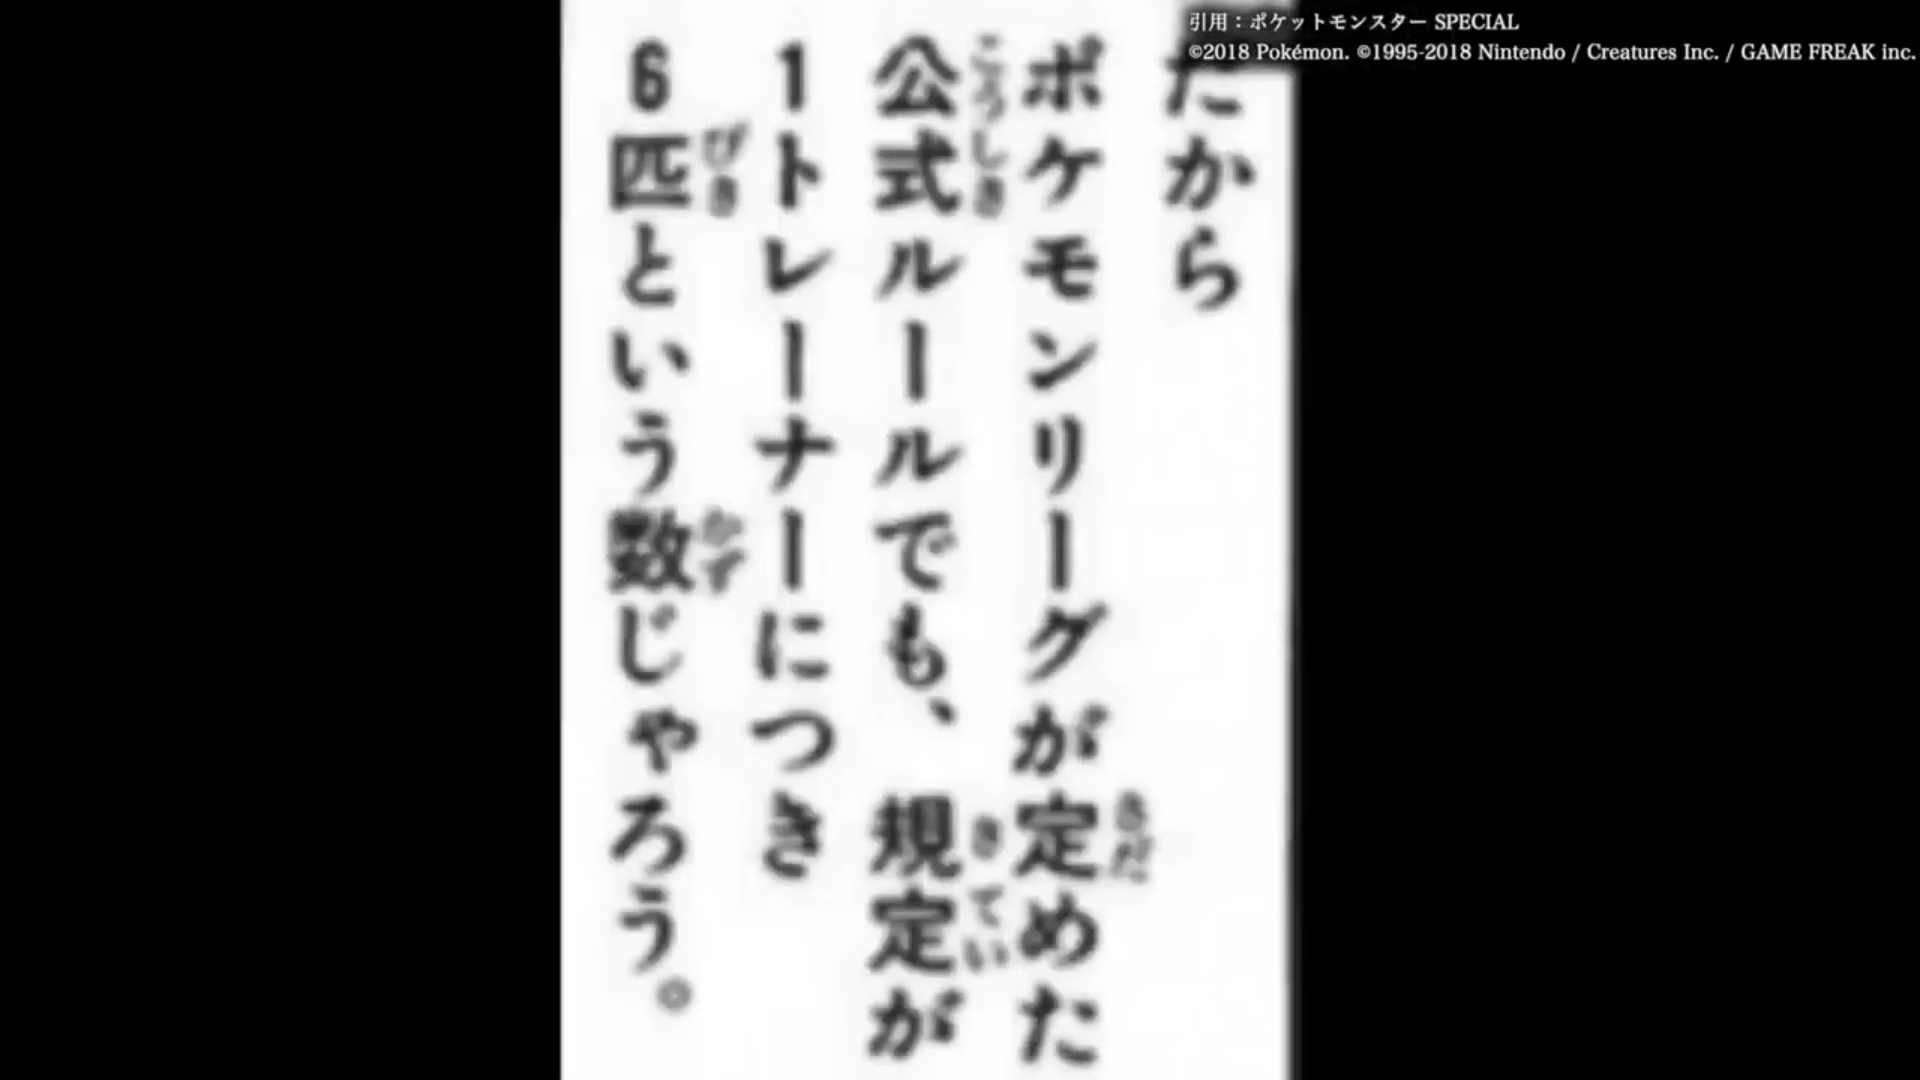 引用：ポケットモンスター SPECIAL
©2018 Pokémon. ©1995-2018 Nintendo / Creatures Inc. / GAME FREAK inc.
だから
ポケモンリーグが定めた
公式ルールでも、規定が
1トレーナーにつき
6匹という数じゃろう。